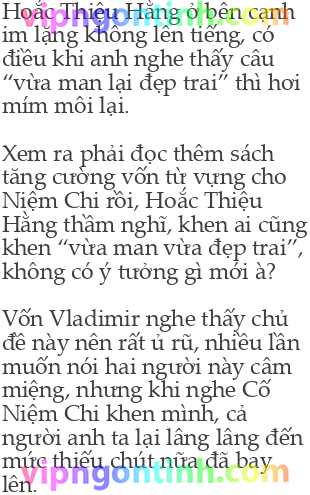 vipngontinh.com
Hoắc Thiệu Hằng ở bên cạnh
im lặng không lên tiếng, có
điều khi anh nghe thấy câu
“vừa man lại đẹp trai” thì hơi
mím môi lại.
Xem ra phải đọc thêm sách
tăng cường vốn từ vựng cho
Niệm Chi rồi, Hoắc Thiệu
Hằng thầm nghĩ, khen ai cũng
khen “vừa man vừa đẹp trai”,
không có ý tưởng gì mới à?
Vốn Vladimir nghe thấy chủ
đề này nên rất ủ rũ, nhiều lần
muốn nói hai người này câm
miệng, nhưng khi nghe Cố
Niệm Chi khen mình, cả
người anh ta lại lâng lâng đến
mức thiếu chút nữa đã bay
lên.
vipngontinh.com